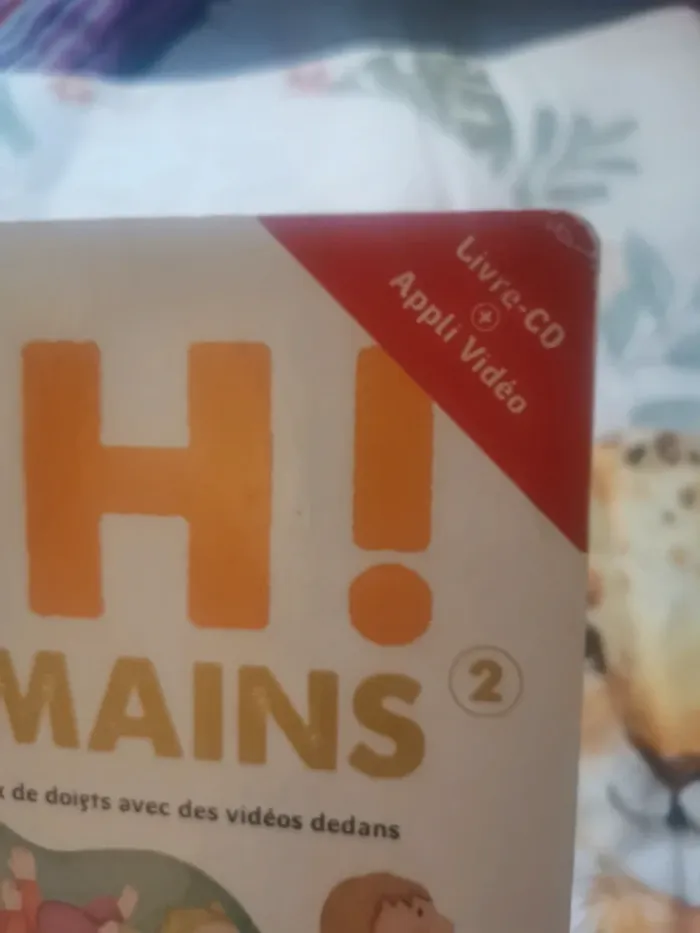 Livre-CD
+
Appli Vidéo
H!
MAINS 2
x de doigts avec des vidéos dedans